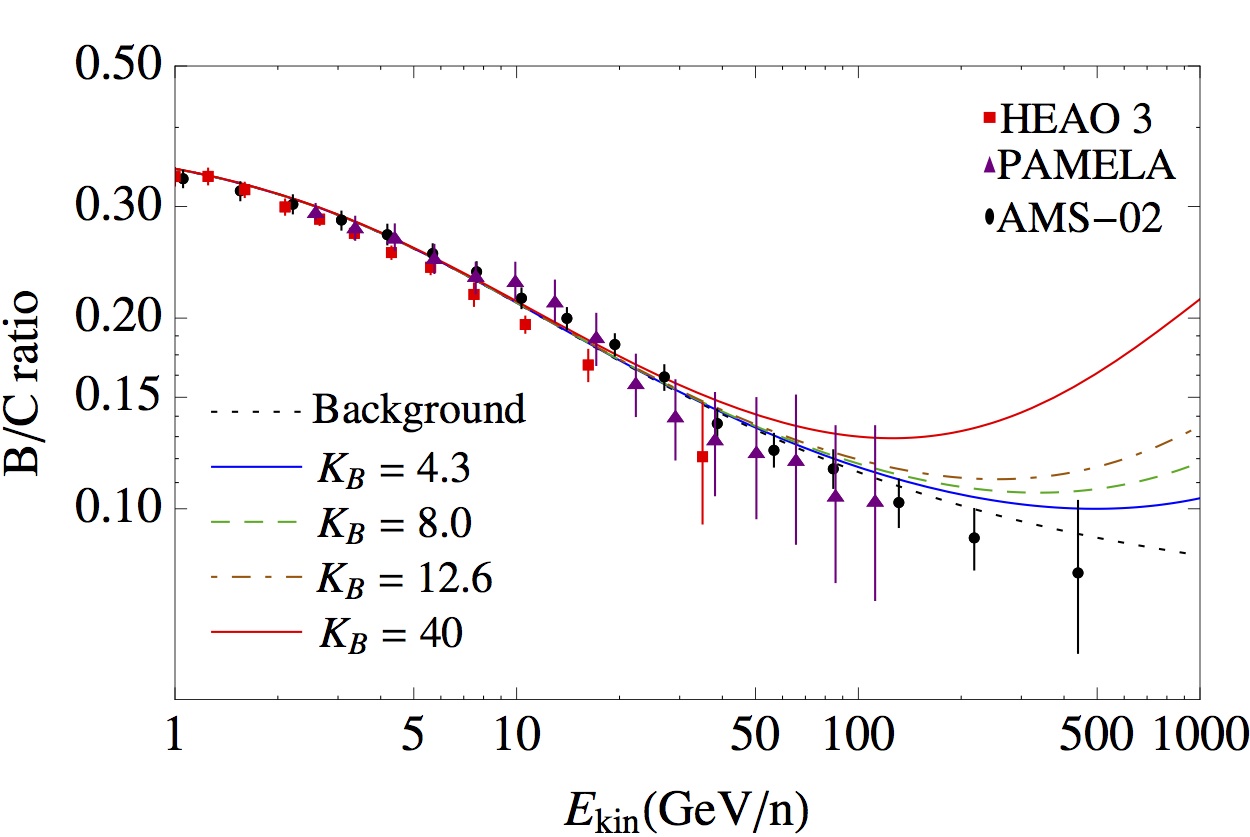 0.50
0.30
0.20
0.15
0.10
B/C ratio
HEAO 3
PAMELA
AMS−02
Background
K_B = 4.3
K_B = 8.0
K_B = 12.6
K_B = 40
1 5 10 50 100 500 1000
E_kin(GeV/n)